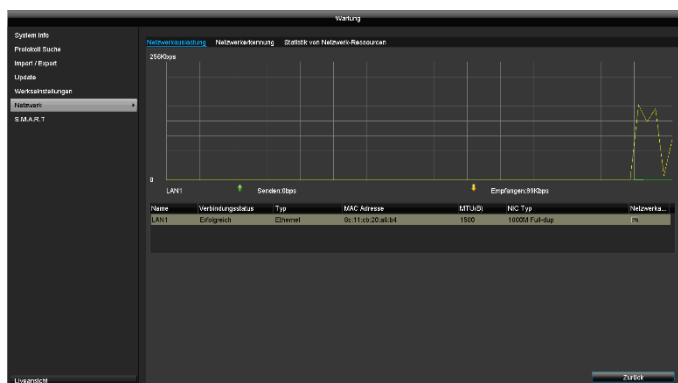 Wartung
System Info
Protokoll Suche
Import / Export
Update
Werkseinstellungen
Netzwerk
S.M.A.R.T
Netzwerkauslastung Netzwerkerkennung Statistik von Netzwerk-Ressourcen
256Kbps
0
LAN1 Senden:0bps Empfangen:91Kbps
Name Verbindungsstatus Typ MAC Adresse MTU(B) NIC Typ Netzwerka...
LAN1 Erfolgreich Ethernet 1500 1000M Full-dup
Liveansicht
Zurück